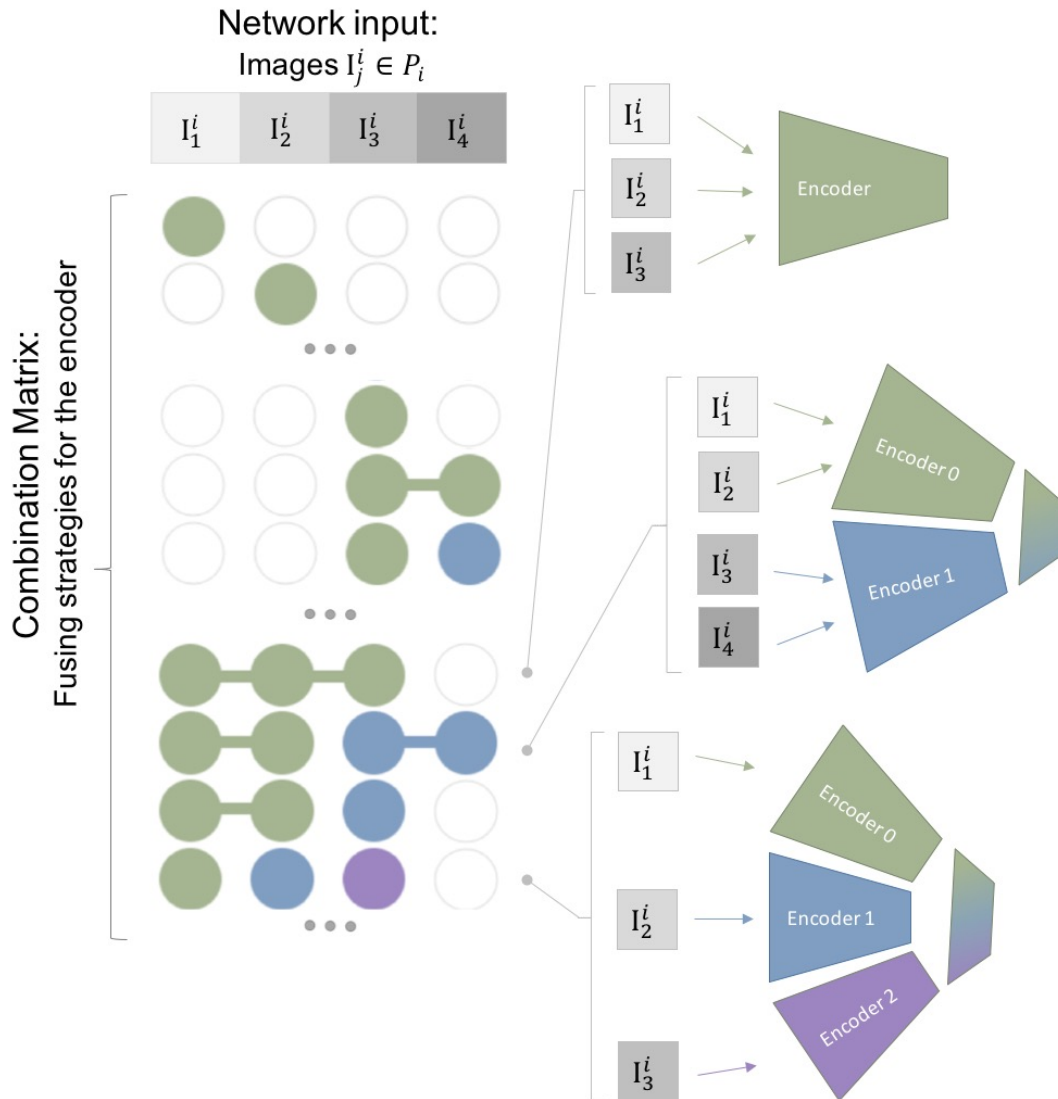 Network input:
Images I_j^i ∈ P_i
I_1^i I_2^i I_3^i I_4^i
Combination Matrix:
Fusing strategies for the encoder
I_1^i
I_2^i
I_3^i
Encoder
I_1^i
I_2^i
I_3^i
I_4^i
Encoder 0
Encoder 1
I_1^i
I_2^i
I_3^i
Encoder 0
Encoder 1
Encoder 2